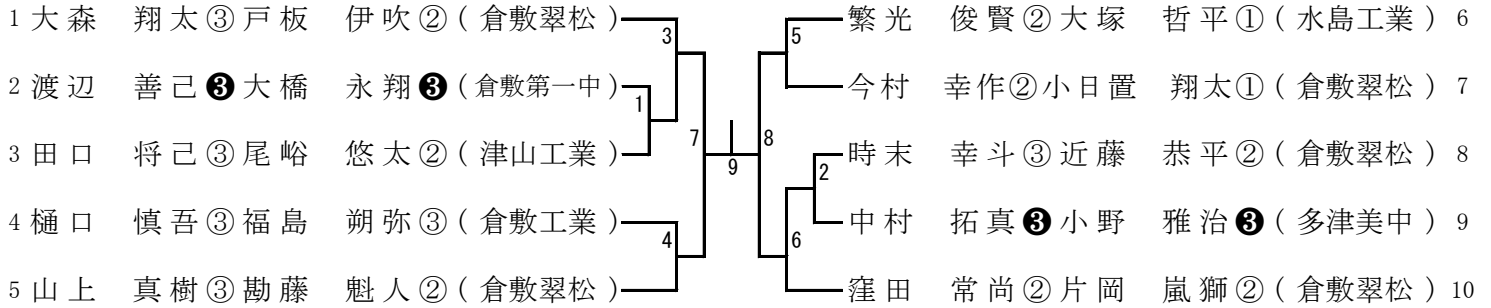 1 大森 翔太③戸板 伊吹②(倉敷翠松)
2 渡辺 善己❸大橋 永翔❸(倉敷第一中)
3 田口 将己③尾崤 悠太②(津山工業)
4 樋口 慎吾③福島 朔弥③(倉敷工業)
5 山上 真樹③勘藤 魁人②(倉敷翠松)
3
1
7
4
9
5
8
2
6
繁光 俊賢②大塚 哲平①(水島工業) 6
今村 幸作②小日置 翔太①(倉敷翠松) 7
時末 幸斗③近藤 恭平②(倉敷翠松) 8
中村 拓真❸小野 雅治❸(多津美中) 9
窪田 常尚②片岡 嵐獅②(倉敷翠松) 10